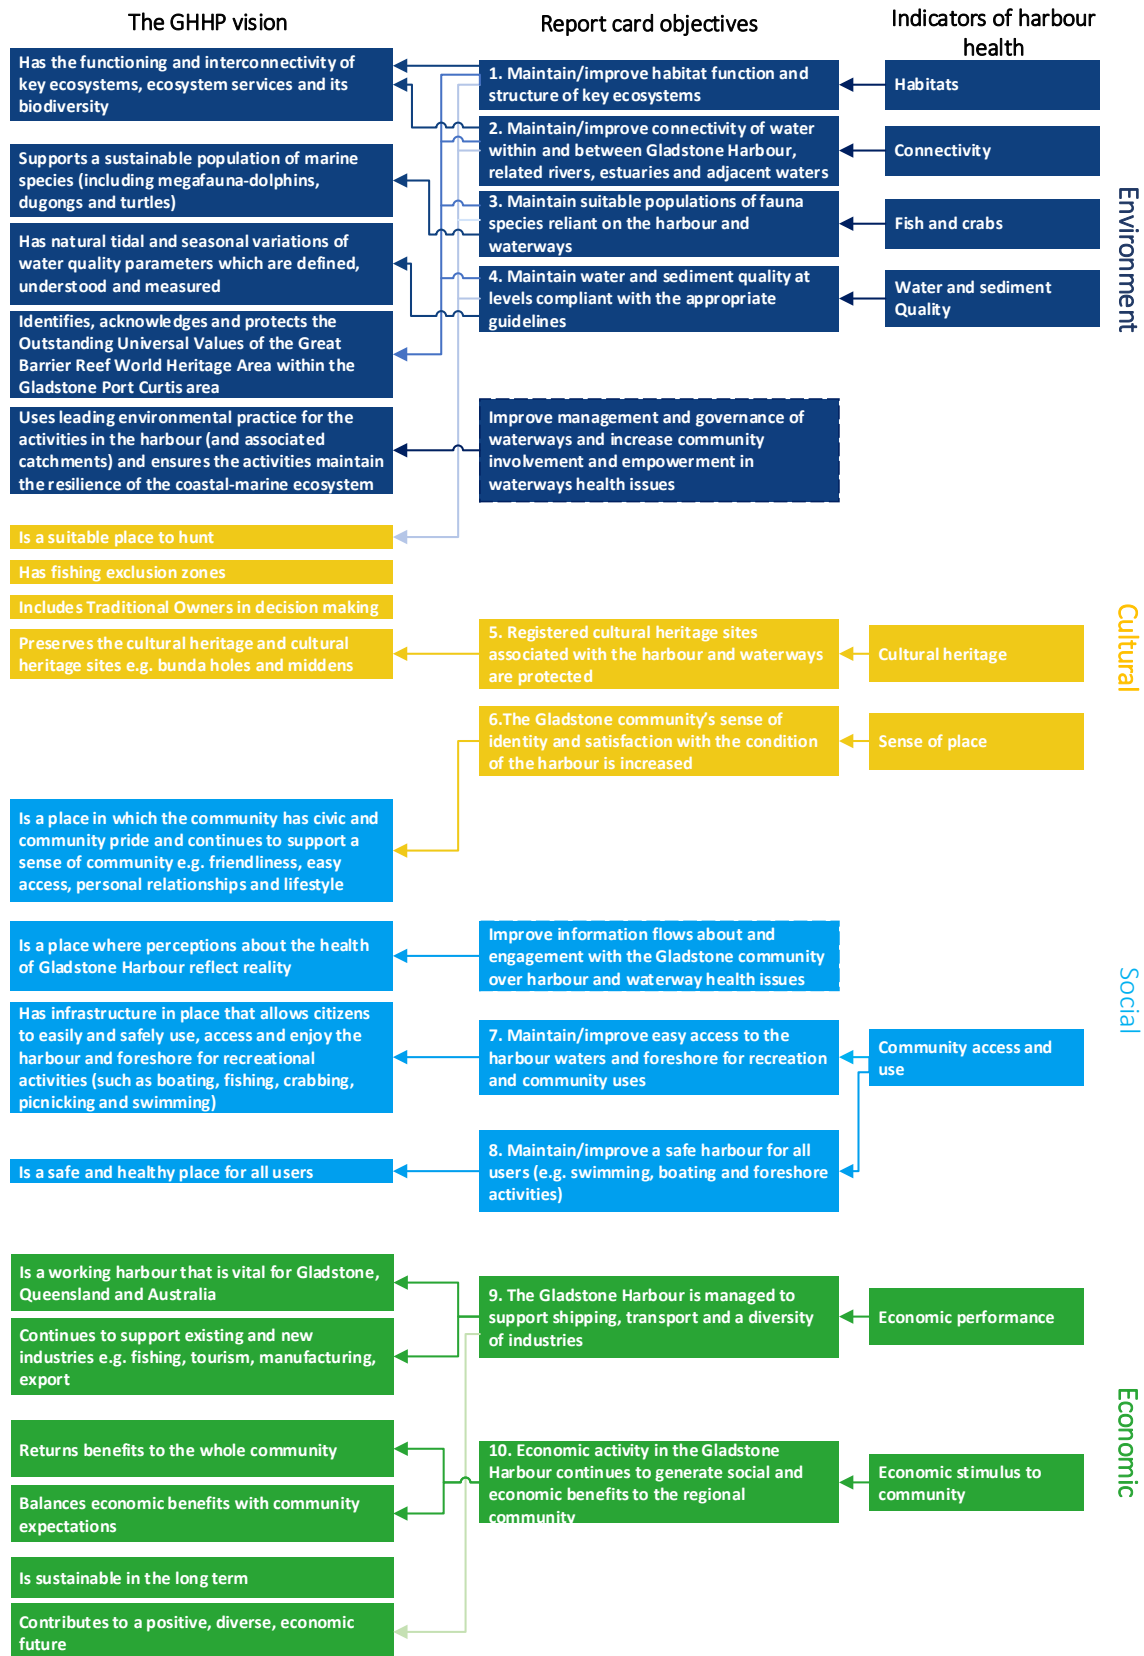 The GHHP vision
Report card objectives
Indicators of harbour
health
Has the functioning and interconnectivity of
key ecosystems, ecosystem services and its
biodiversity
1. Maintain/improve habitat function and
structure of key ecosystems
Habitats
2. Maintain/improve connectivity of water
within and between Gladstone Harbour,
related rivers, estuaries and adjacent waters
Connectivity
Supports a sustainable population of marine
species (including megafauna-dolphins,
dugongs and turtles)
3. Maintain suitable populations of fauna
species reliant on the harbour and
waterways
Fish and crabs
Has natural tidal and seasonal variations of
water quality parameters which are defined,
understood and measured
4. Maintain water and sediment quality at
levels compliant with the appropriate
guidelines
Water and sediment
Quality
Environment
Identifies, acknowledges and protects the
Outstanding Universal Values of the Great
Barrier Reef World Heritage Area within the
Gladstone Port Curtis area
Uses leading environmental practice for the
activities in the harbour (and associated
catchments) and ensures the activities maintain
the resilience of the coastal-marine ecosystem
Improve management and governance of
waterways and increase community
involvement and empowerment in
waterways health issues
Is a suitable place to hunt
Has fishing exclusion zones
Includes Traditional Owners in decision making
Preserves the cultural heritage and cultural
heritage sites e.g. bunda holes and middens
5. Registered cultural heritage sites
associated with the harbour and waterways
are protected
Cultural heritage
Cultural
6.The Gladstone community's sense of
identity and satisfaction with the condition
of the harbour is increased
Sense of place
Is a place in which the community has civic and
community pride and continues to support a
sense of community e.g. friendliness, easy
access, personal relationships and lifestyle
Is a place where perceptions about the health
of Gladstone Harbour reflect reality
Improve information flows about and
engagement with the Gladstone community
over harbour and waterway health issues
Social
Has infrastructure in place that allows citizens
to easily and safely use, access and enjoy the
harbour and foreshore for recreational
activities (such as boating, fishing, crabbing,
picnicking and swimming)
7. Maintain/improve easy access to the
harbour waters and foreshore for recreation
and community uses
Community access and
use
Is a safe and healthy place for all users
8. Maintain/improve a safe harbour for all
users (e.g. swimming, boating and foreshore
activities)
Is a working harbour that is vital for Gladstone,
Queensland and Australia
9. The Gladstone Harbour is managed to
support shipping, transport and a diversity
of industries
Economic performance
Continues to support existing and new
industries e.g. fishing, tourism, manufacturing,
export
Economic
Returns benefits to the whole community
10. Economic activity in the Gladstone
Harbour continues to generate social and
economic benefits to the regional
community
Economic stimulus to
community
Balances economic benefits with community
expectations
Is sustainable in the long term
Contributes to a positive, diverse, economic
future